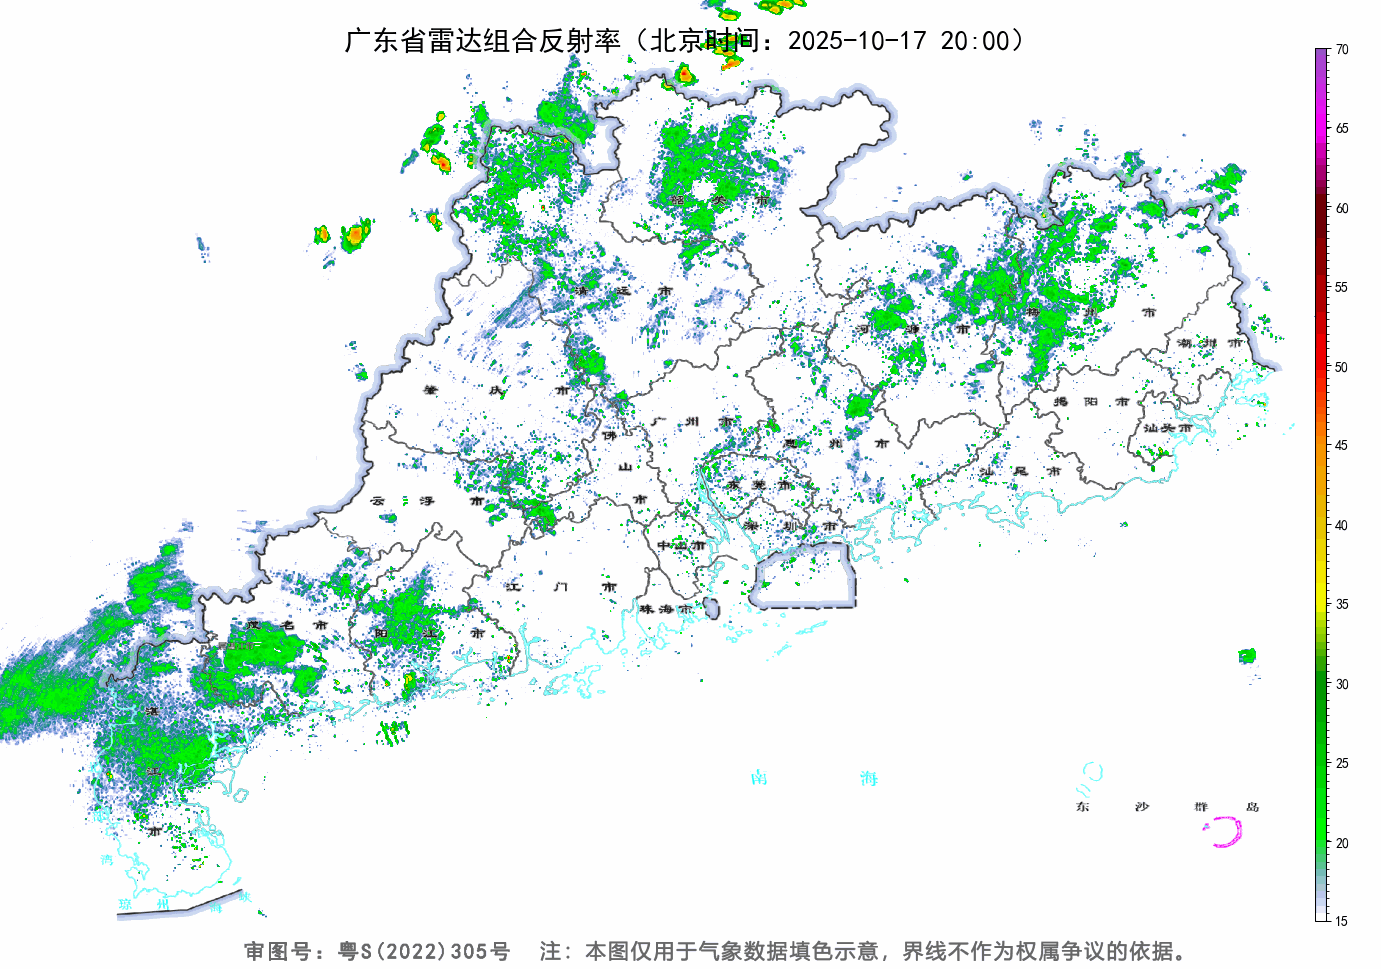 广东省雷达组合反射率（北京时间：2025-10-17 20:00）
70
65
60
55
50
45
40
35
30
25
20
15
韶关市
清远市
河源市
梅州市
潮州市
肇庆市
广州市
惠州市
揭阳市
汕头市
佛山市
云浮市
东莞市
汕尾市
深圳市
中山市
江门市
珠海市
茂名市
阳江市
湛江市
南海
东沙群岛
湾
琼州海峡
审图号：粤S(2022)305号 注：本图仅用于气象数据填色示意，界线不作为权属争议的依据。